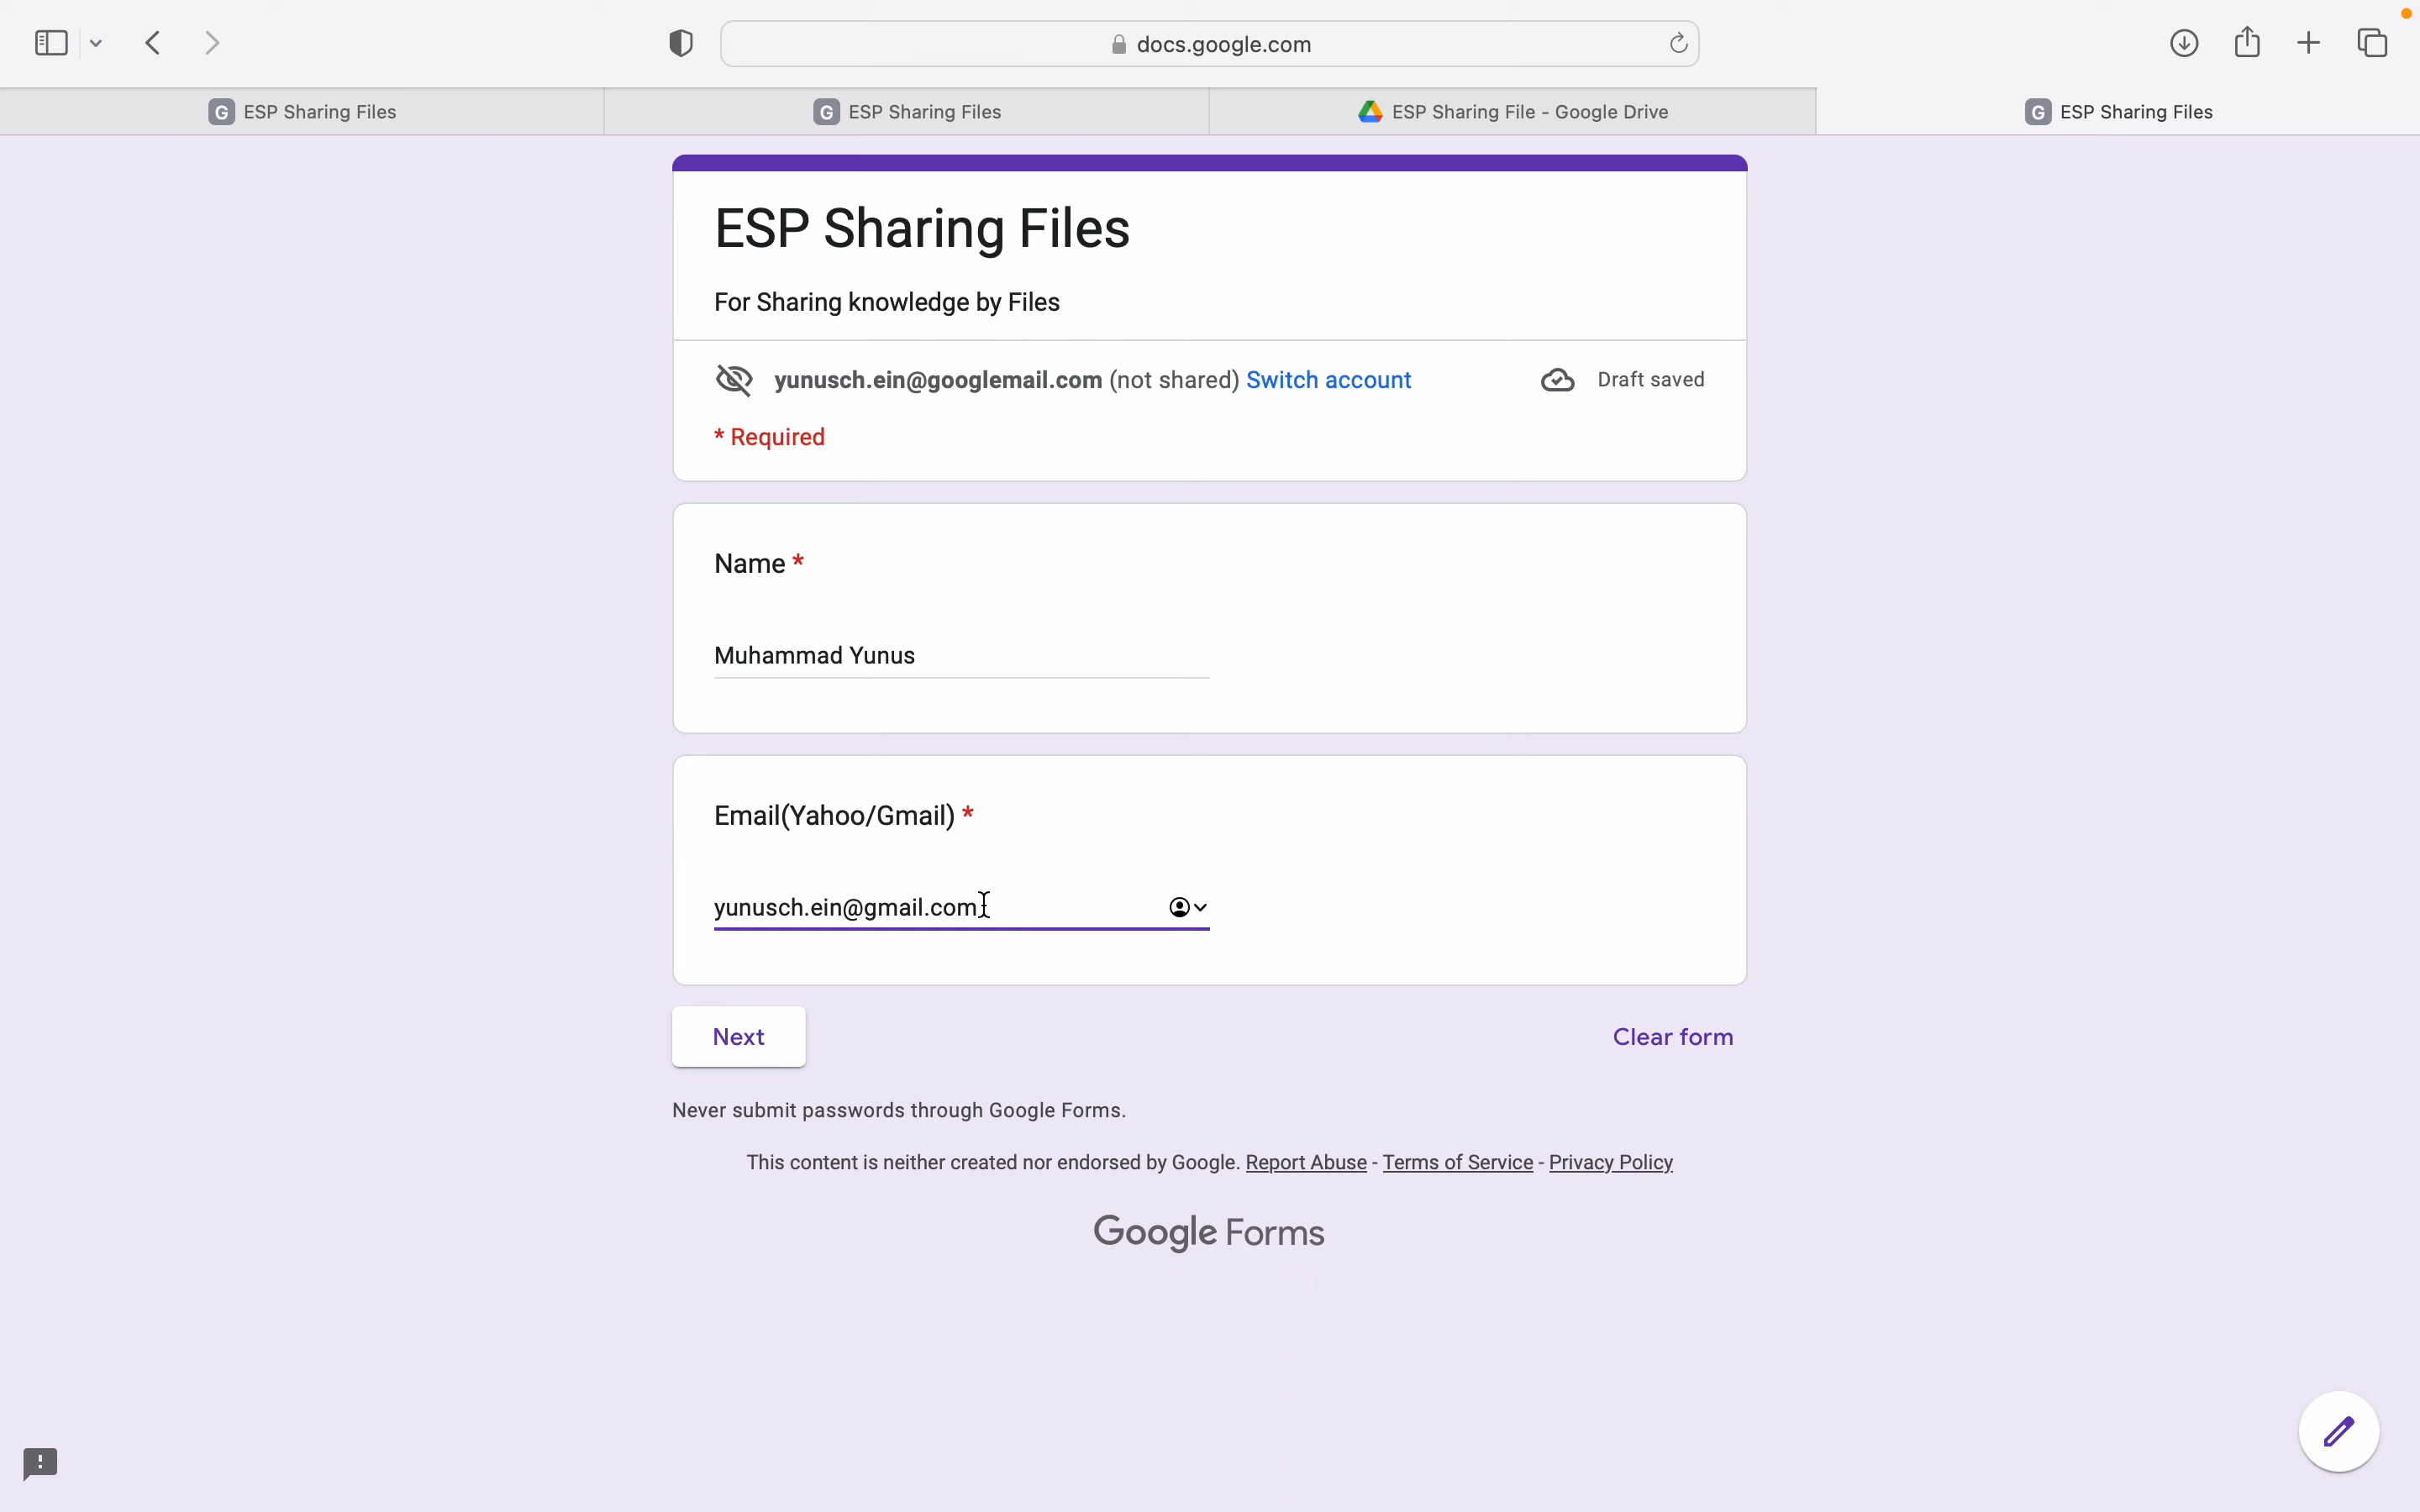 docs.google.com
G ESP Sharing Files
G ESP Sharing Files
ESP Sharing File - Google Drive
G ESP Sharing Files
ESP Sharing Files
For Sharing knowledge by Files
yunusch.ein@googlemail.com (not shared) Switch account
Draft saved
* Required
Name *
Muhammad Yunus
Email(Yahoo/Gmail) *
yunusch.ein@gmail.com
Next
Clear form
Never submit passwords through Google Forms.
This content is neither created nor endorsed by Google. Report Abuse - Terms of Service - Privacy Policy
Google Forms